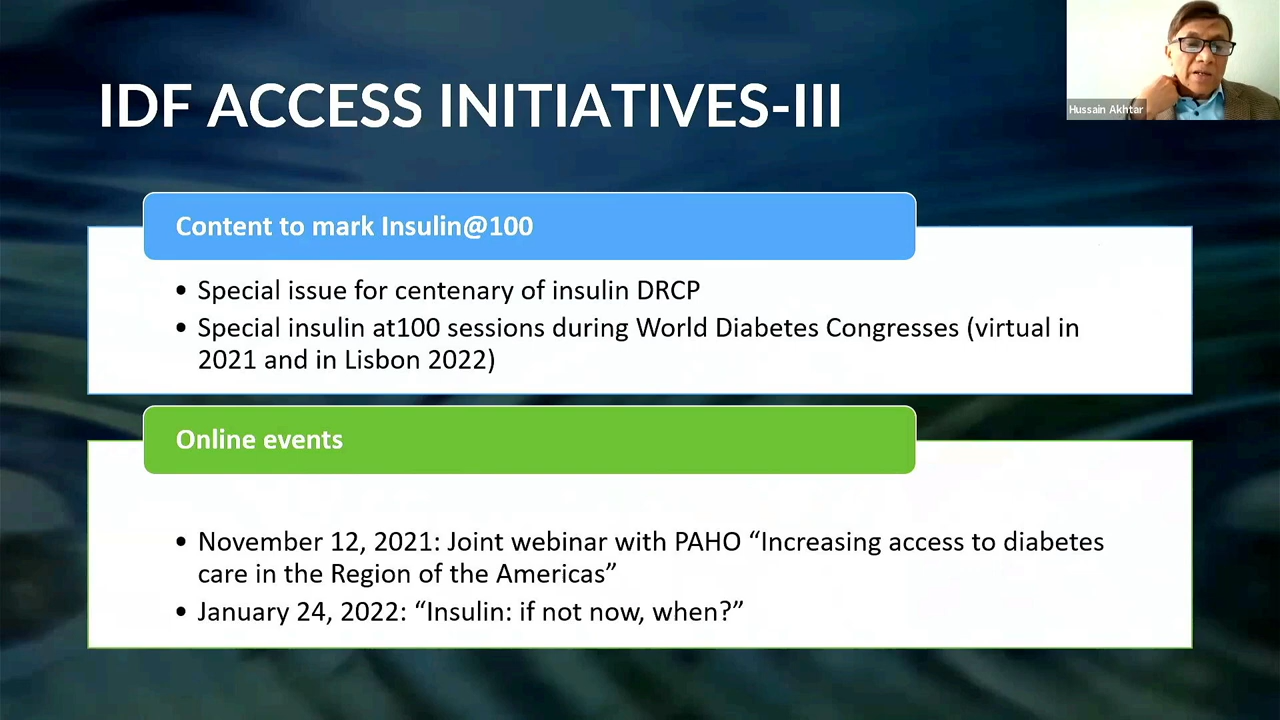 IDF ACCESS INITIATIVES-III
Hussain Akhtar
Content to mark Insulin@100
• Special issue for centenary of insulin DRCP
• Special insulin at100 sessions during World Diabetes Congresses (virtual in
2021 and in Lisbon 2022)
Online events
• November 12, 2021: Joint webinar with PAHO “Increasing access to diabetes
care in the Region of the Americas”
• January 24, 2022: “Insulin: if not now, when?”